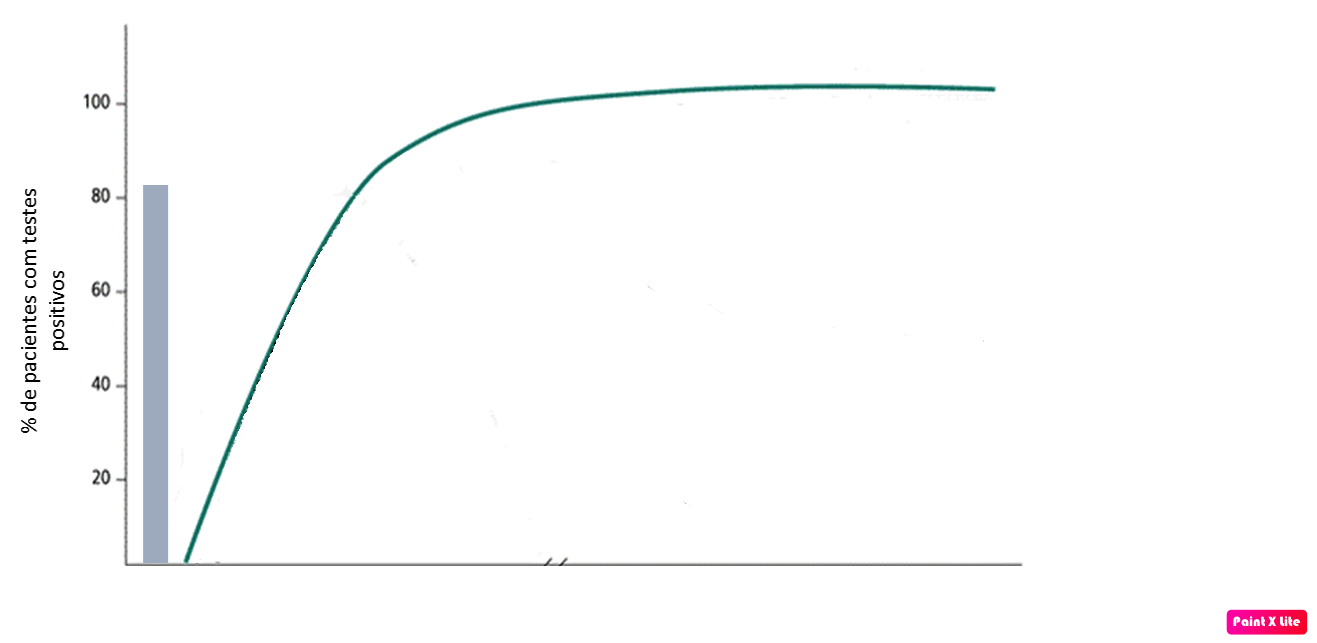 % de pacientes com testes
positivos
100
80
60
40
20
Paint X Lite